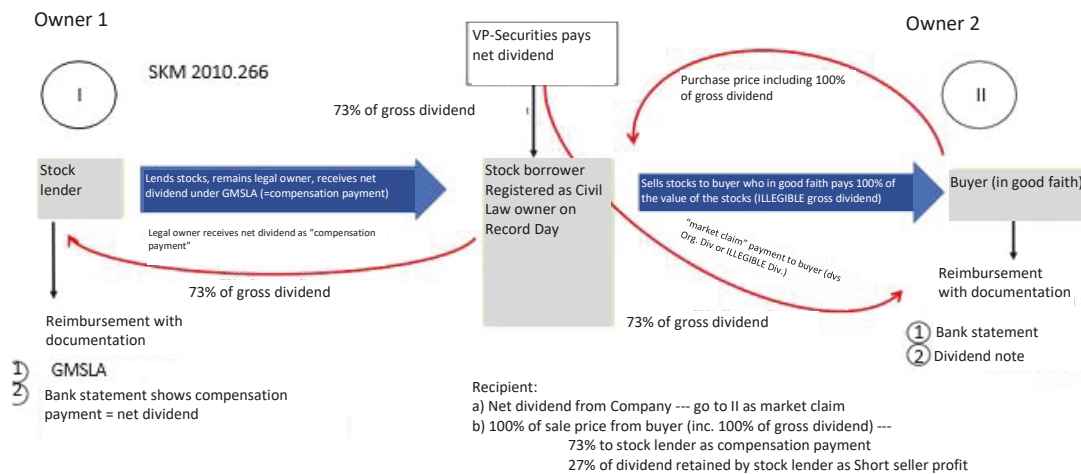 Owner 1
VP-Securities pays
net dividend
Owner 2
I
SKM 2010.266
73% of gross dividend
Purchase price including 100%
of gross dividend
II
Stock
lender
Lends stocks, remains legal owner, receives net
dividend under GMSLA (=compensation payment)
Stock borrower
Registered as Civil
Law owner on
Record Day
Sells stocks to buyer who in good faith pays 100% of
the value of the stocks (ILLEGIBLE gross dividend)
Buyer (in good faith)
Legal owner receives net dividend as "compensation
payment"
73% of gross dividend
"market claim" payment to buyer (dvs
Org. Div or ILLEGIBLE Div.)
73% of gross dividend
Reimbursement with
documentation
1 GMSLA
2 Bank statement shows compensation
payment = net dividend
Reimbursement
with documentation
1 Bank statement
2 Dividend note
Recipient:
a) Net dividend from Company --- go to II as market claim
b) 100% of sale price from buyer (inc. 100% of gross dividend) ---
73% to stock lender as compensation payment
27% of dividend retained by stock lender as Short seller profit